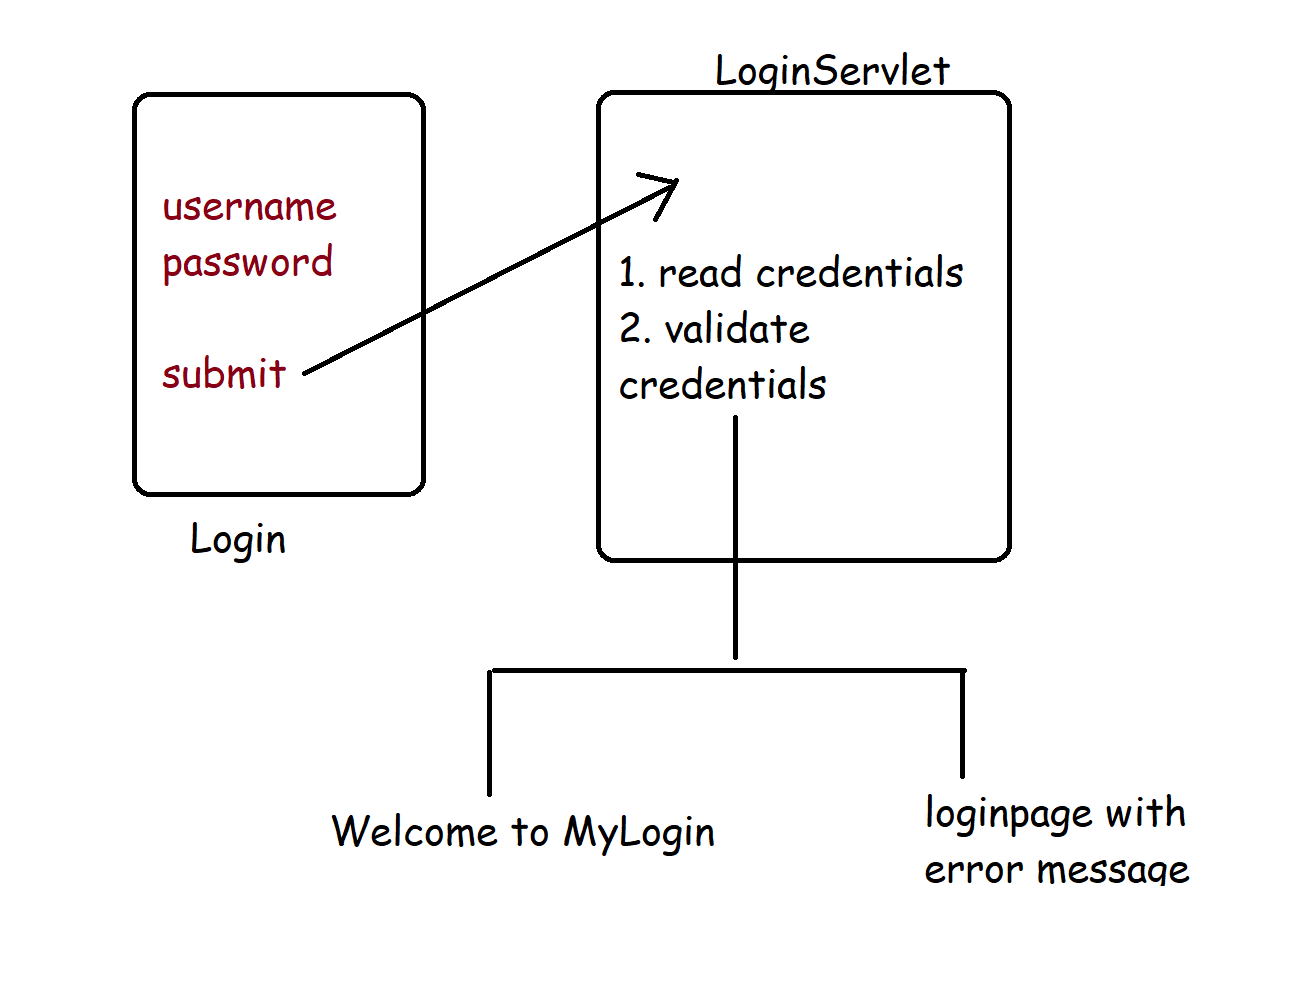 LoginServlet
username
password
submit
Login
1. read credentials
2. validate
credentials
Welcome to MyLogin
loginpage with
error message